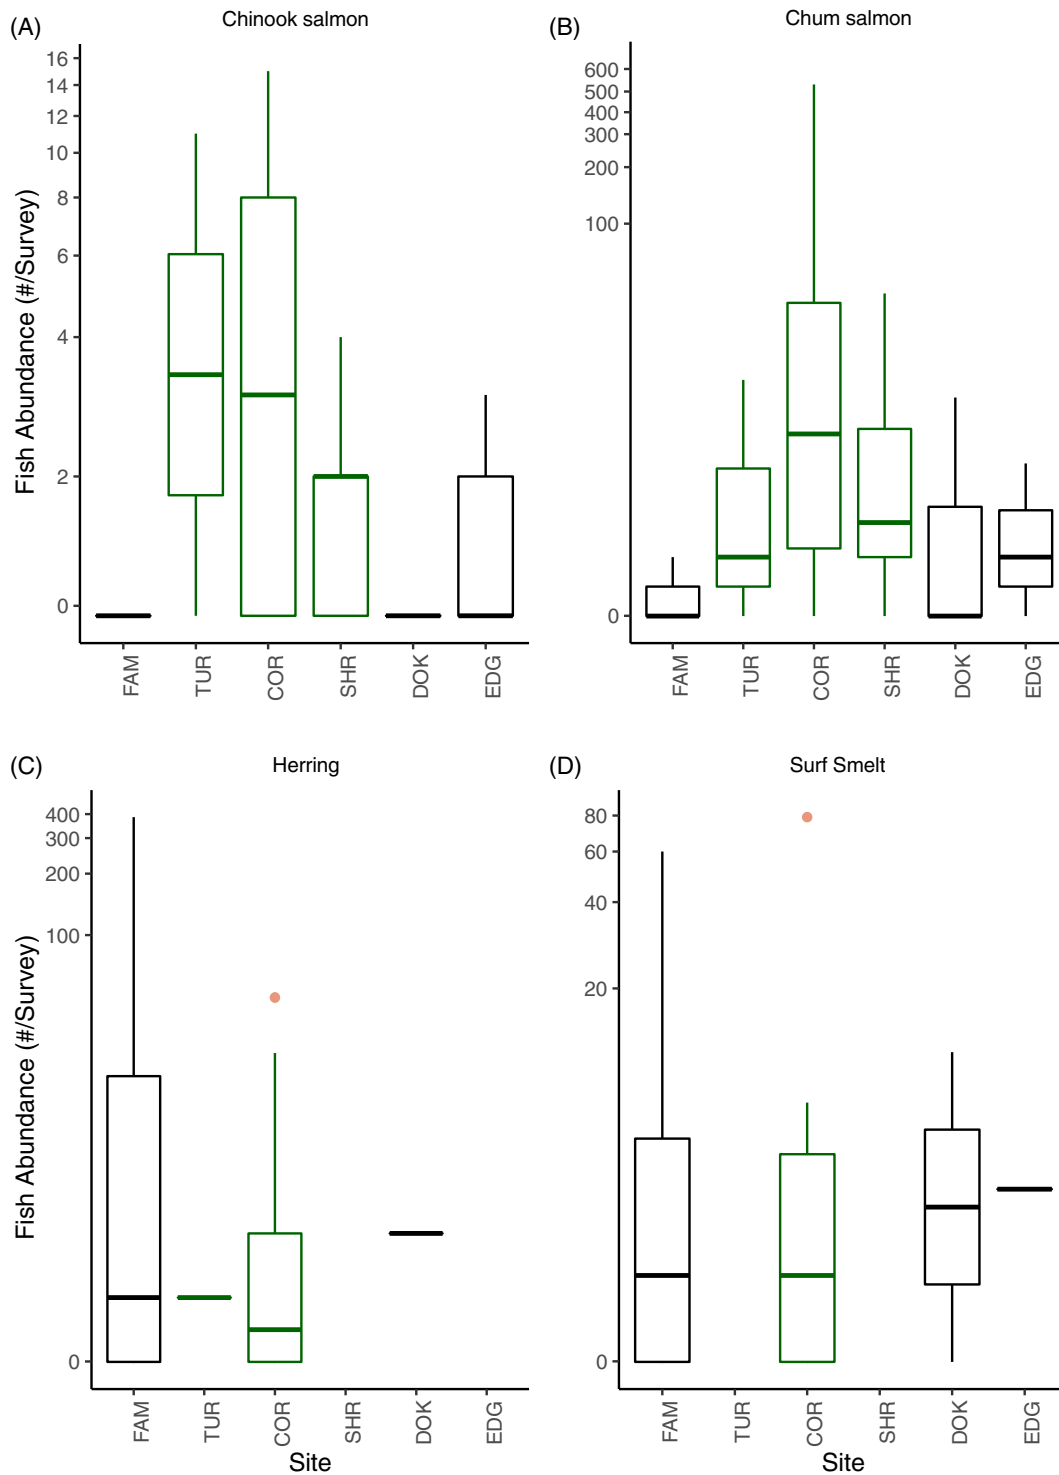 (A)
Chinook salmon
Fish Abundance (#/Survey)
16
14
12
10
8
6
4
2
0
FAM
TUR
COR
SHR
DOK
EDG
(B)
Chum salmon
600
500
400
300
200
100
0
FAM
TUR
COR
SHR
DOK
EDG
(C)
Herring
Fish Abundance (#/Survey)
400
300
200
100
0
FAM
TUR
COR
SHR
DOK
EDG
Site
(D)
Surf Smelt
80
60
40
20
0
FAM
TUR
COR
SHR
DOK
EDG
Site